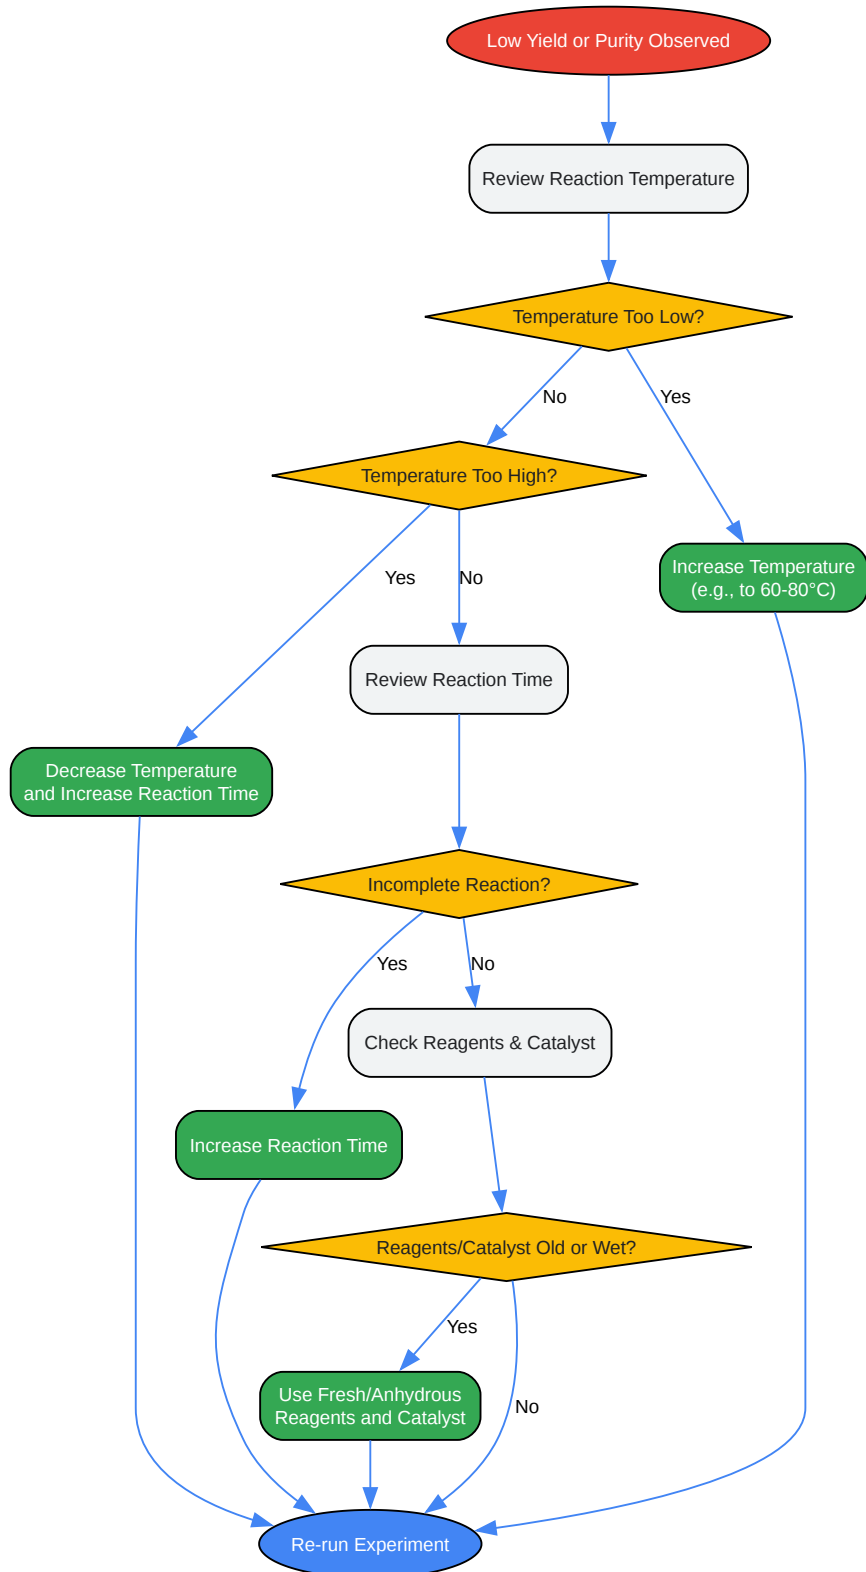 Low Yield or Purity Observed
Review Reaction Temperature
Temperature Too Low?
No
Yes
Temperature Too High?
Increase Temperature
(e.g., to 60-80°C)
Yes
No
Review Reaction Time
Decrease Temperature
and Increase Reaction Time
Incomplete Reaction?
Yes
No
Check Reagents & Catalyst
Increase Reaction Time
Reagents/Catalyst Old or Wet?
Yes
Use Fresh/Anhydrous
Reagents and Catalyst
No
Re-run Experiment